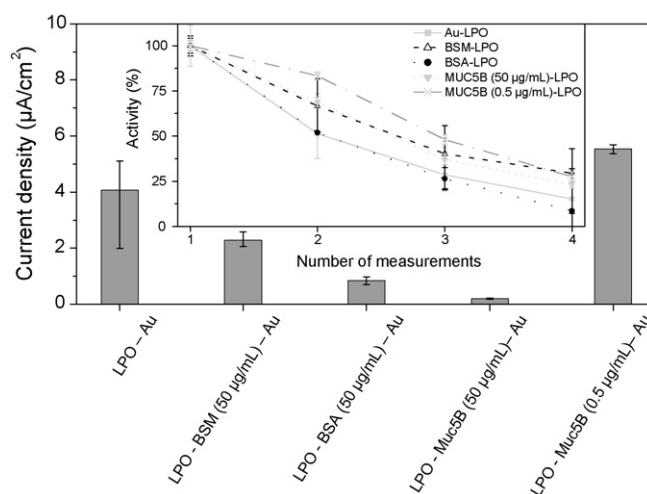 Current density (µA/cm²)
10
8
6
4
2
0
Activity (%)
100
75
50
25
0
1
2
3
4
Number of measurements
Au-LPO
BSM-LPO
BSA-LPO
MUC5B (50 µg/mL)-LPO
MUC5B (0.5 µg/mL)-LPO
LPO – Au
LPO - BSM (50 µg/mL) – Au
LPO - BSA (50 µg/mL) – Au
LPO - Muc5B (50 µg/mL)– Au
LPO - Muc5B (0.5 µg/mL)– Au